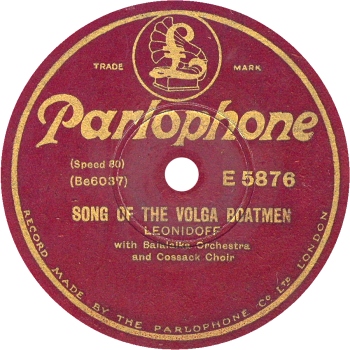 £
TRADE MARK
Parlophone
(Speed 80)
(Be6037)
E 5876
SONG OF THE VOLGA BOATMEN
LEONIDOFF
with Balalaika Orchestra
and Cossack Choir
RECORD MADE BY THE PARLOPHONE Co LTD LONDON